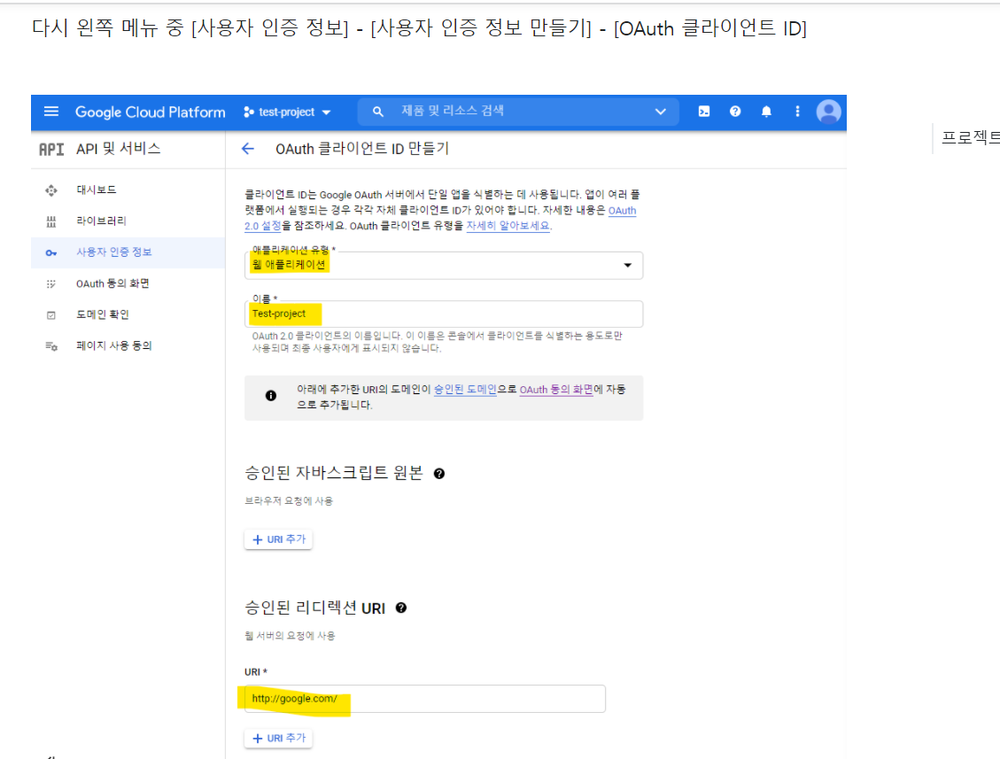 다시 왼쪽 메뉴 중 [사용자 인증 정보] - [사용자 인증 정보 만들기] - [OAuth 클라이언트 ID]
Google Cloud Platform
test-project
제품 및 리소스 검색
프로젝트
API
API 및 서비스
OAuth 클라이언트 ID 만들기
대시보드
라이브러리
사용자 인증 정보
OAuth 동의 화면
도메인 확인
페이지 사용 동의
클라이언트 ID는 Google OAuth 서버에서 단일 앱을 식별하는 데 사용됩니다. 앱이 여러 플
랫폼에서 실행되는 경우 각각 자체 클라이언트 ID가 있어야 합니다. 자세한 내용은 OAuth
2.0 설정을 참조하세요. OAuth 클라이언트 유형을 자세히 알아보세요.
애플리케이션 유형 *
웹 애플리케이션
이름 *
Test-project
OAuth 2.0 클라이언트의 이름입니다. 이 이름은 콘솔에서 클라이언트를 식별하는 용도로만
사용되며 최종 사용자에게 표시되지 않습니다.
아래에 추가한 URI의 도메인이 승인된 도메인으로 OAuth 동의 화면에 자동
으로 추가됩니다.
승인된 자바스크립트 원본
브라우저 요청에 사용
+ URI 추가
승인된 리디렉션 URI
웹 서버의 요청에 사용
URI *
http://google.com/
+ URI 추가